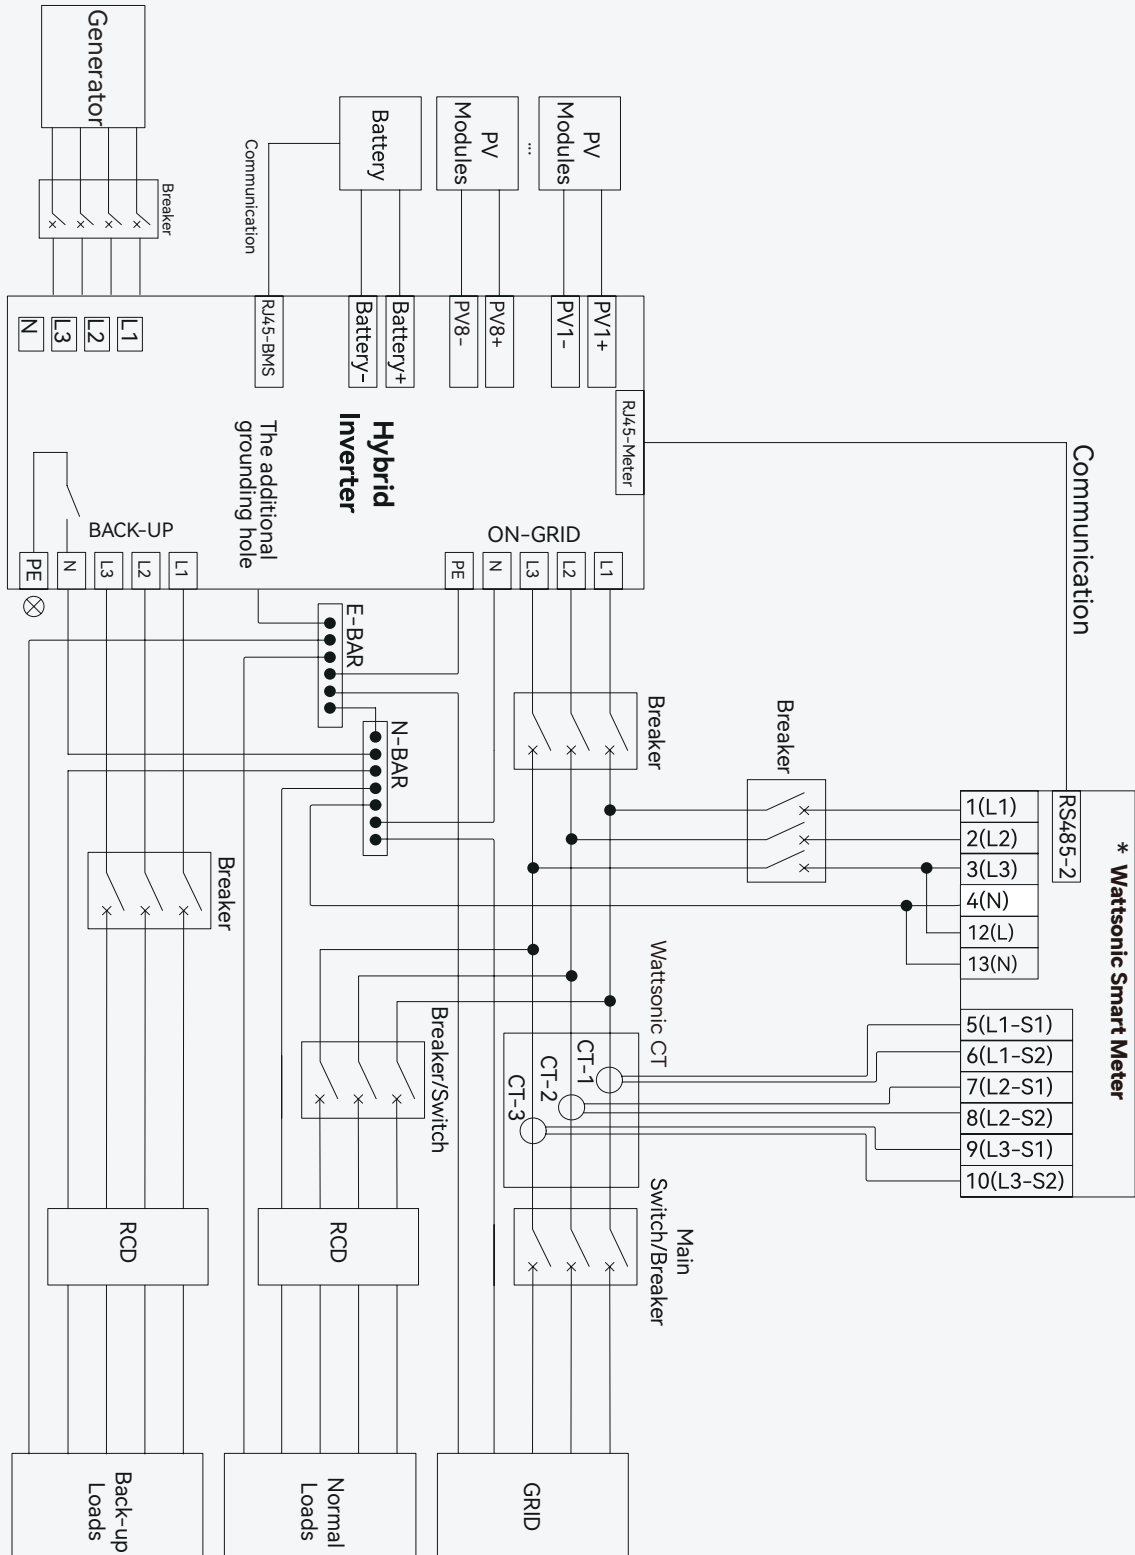 Generator
Breaker
Communication
Battery
PV
Modules
...
PV
Modules
L1
L2
L3
N
RJ45-BMS
Battery-
Battery+
PV8-
PV8+
PV1-
PV1+
RJ45-Meter
Communication
Hybrid
Inverter
The additional
grounding hole
BACK-UP
ON-GRID
PE
N
L3
L2
L1
PE
N
L3
L2
L1
E-BAR
N-BAR
Breaker
Breaker
Breaker
RS485-2
1(L1)
2(L2)
3(L3)
4(N)
12(L)
13(N)
5(L1-S1)
6(L1-S2)
7(L2-S1)
8(L2-S2)
9(L3-S1)
10(L3-S2)
* Wattsonic Smart Meter
Wattsonic CT
CT-1
CT-2
CT-3
Breaker/Switch
Main
Switch/Breaker
RCD
RCD
Back-up
Loads
Normal
Loads
GRID